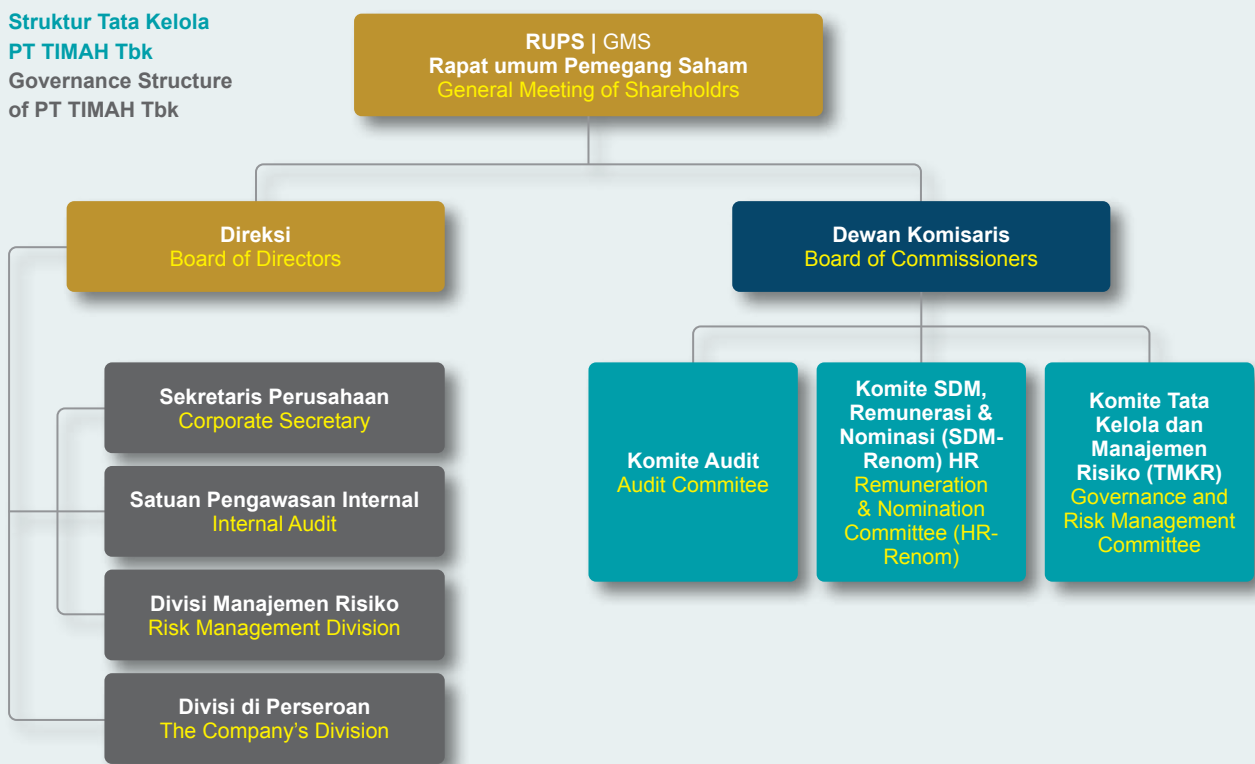 Struktur Tata Kelola
PT TIMAH Tbk
Governance Structure
of PT TIMAH Tbk
RUPS | GMS
Rapat umum Pemegang Saham
General Meeting of Shareholdrs
Direksi
Board of Directors
Dewan Komisaris
Board of Commissioners
Sekretaris Perusahaan
Corporate Secretary
Satuan Pengawasan Internal
Internal Audit
Divisi Manajemen Risiko
Risk Management Division
Divisi di Perseroan
The Company’s Division
Komite Audit
Audit Commitee
Komite SDM,
Remunerasi &
Nominasi (SDM-
Renom) HR
Remuneration
& Nomination
Committee (HR-
Renom)
Komite Tata
Kelola dan
Manajemen
Risiko (TMKR)
Governance and
Risk Management
Committee